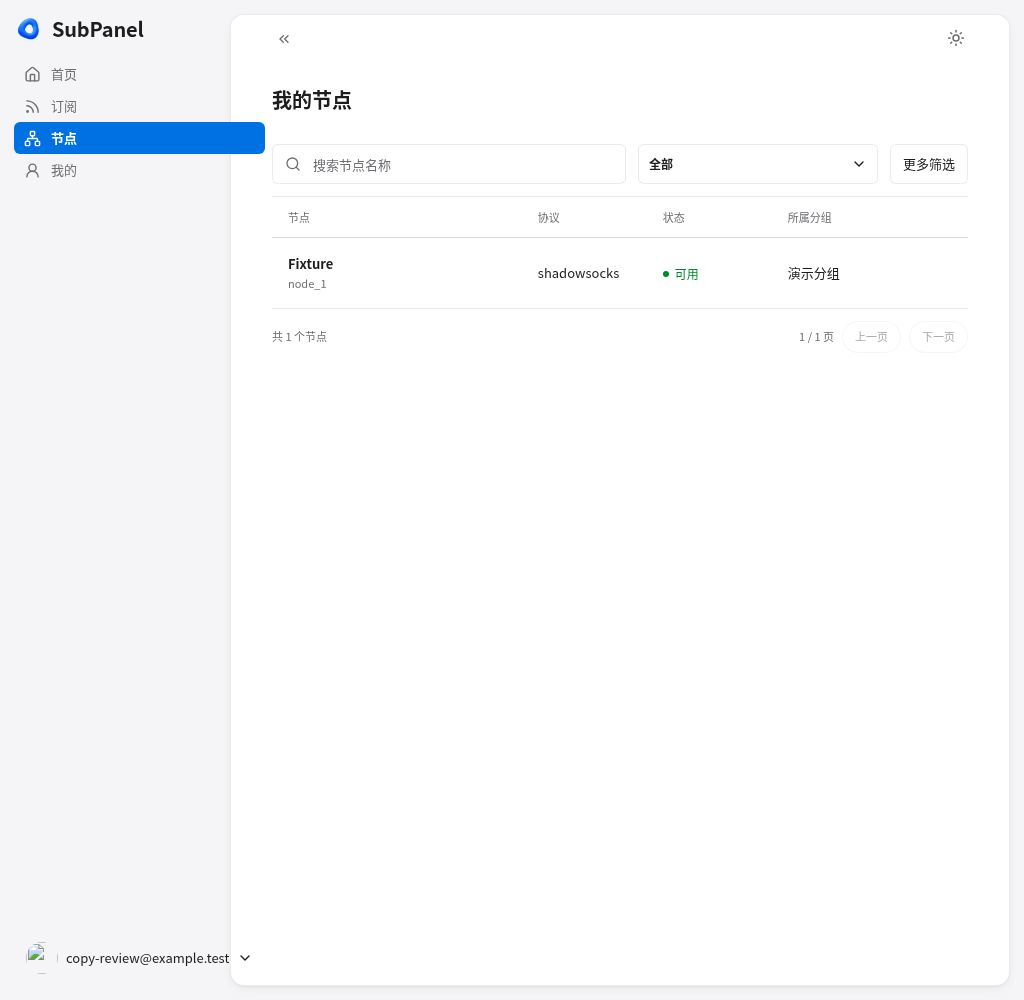 SubPanel
首页
订阅
节点
我的
copy-review@example.test
我的节点
搜索节点名称 全部 更多筛选
节点 协议 状态 所属分组
Fixture
node_1
shadowsocks 可用 演示分组
共 1 个节点 1 / 1 页 上一页 下一页